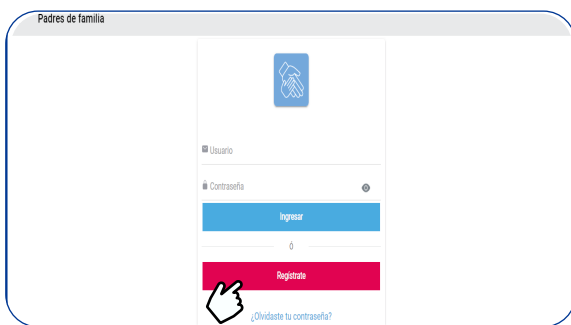 Padres de familia
Usuario
Contraseña
Ingresar
ó
Regístrate
¿Olvidaste tu contraseña?